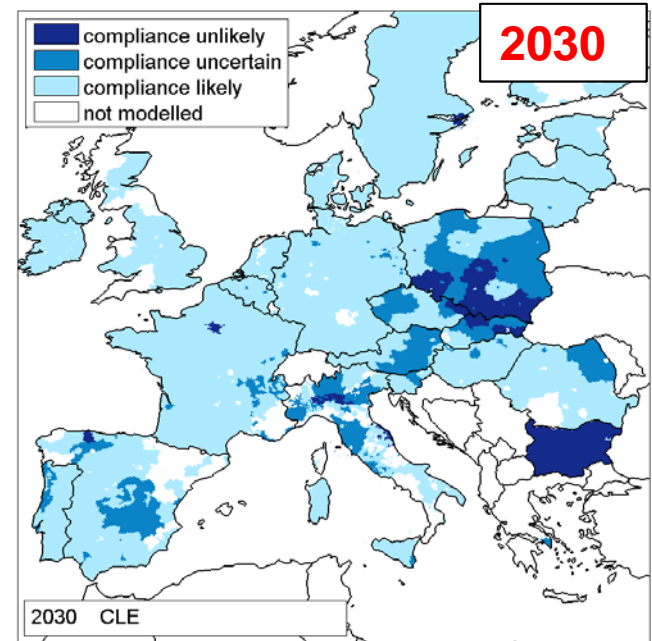 compliance unlikely
compliance uncertain
compliance likely
not modelled
2030
2030 CLE